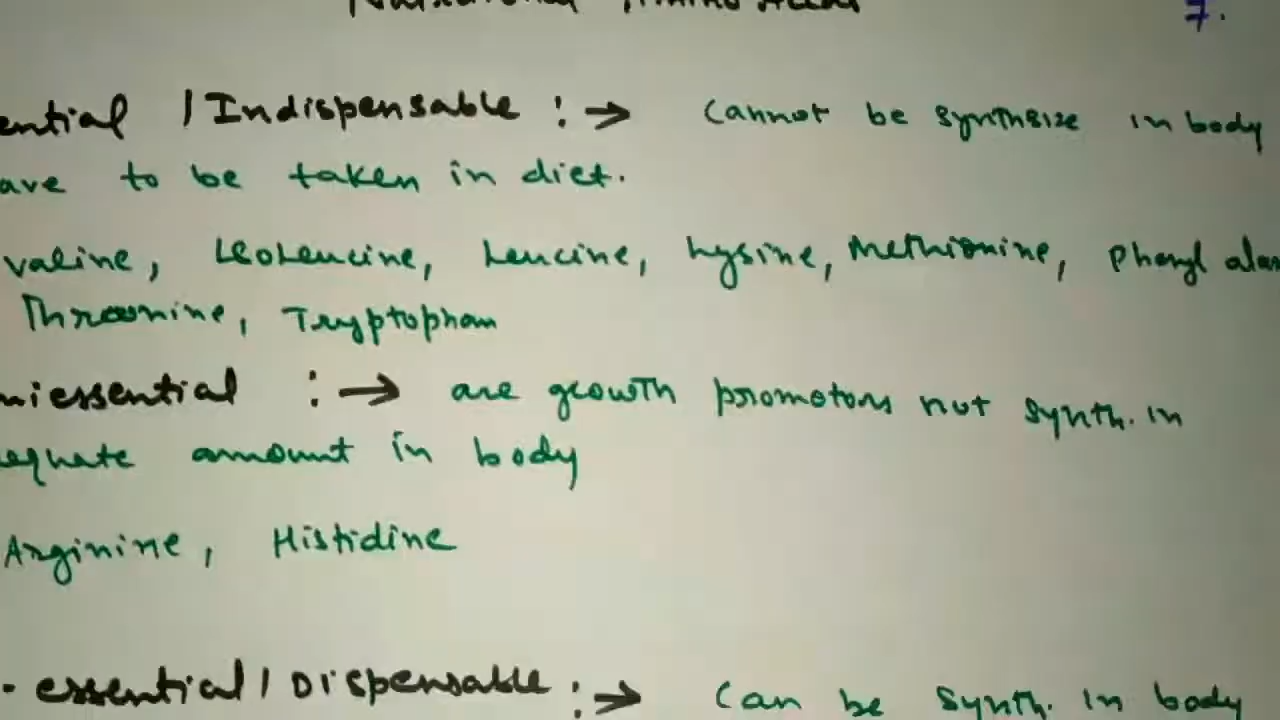 7.
ential / Indispensable :→ Cannot be synthsize in body
ave to be taken in diet.
valine, Isoleucine, Leucine, Lysine, Methionine, Phenyl alan
Threonine, Tryptophan
miessential :→ are growth promotors not synth. in
equate amount in body
Arginine, Histidine
- essential / Dispensable :→ Can be synth. in body